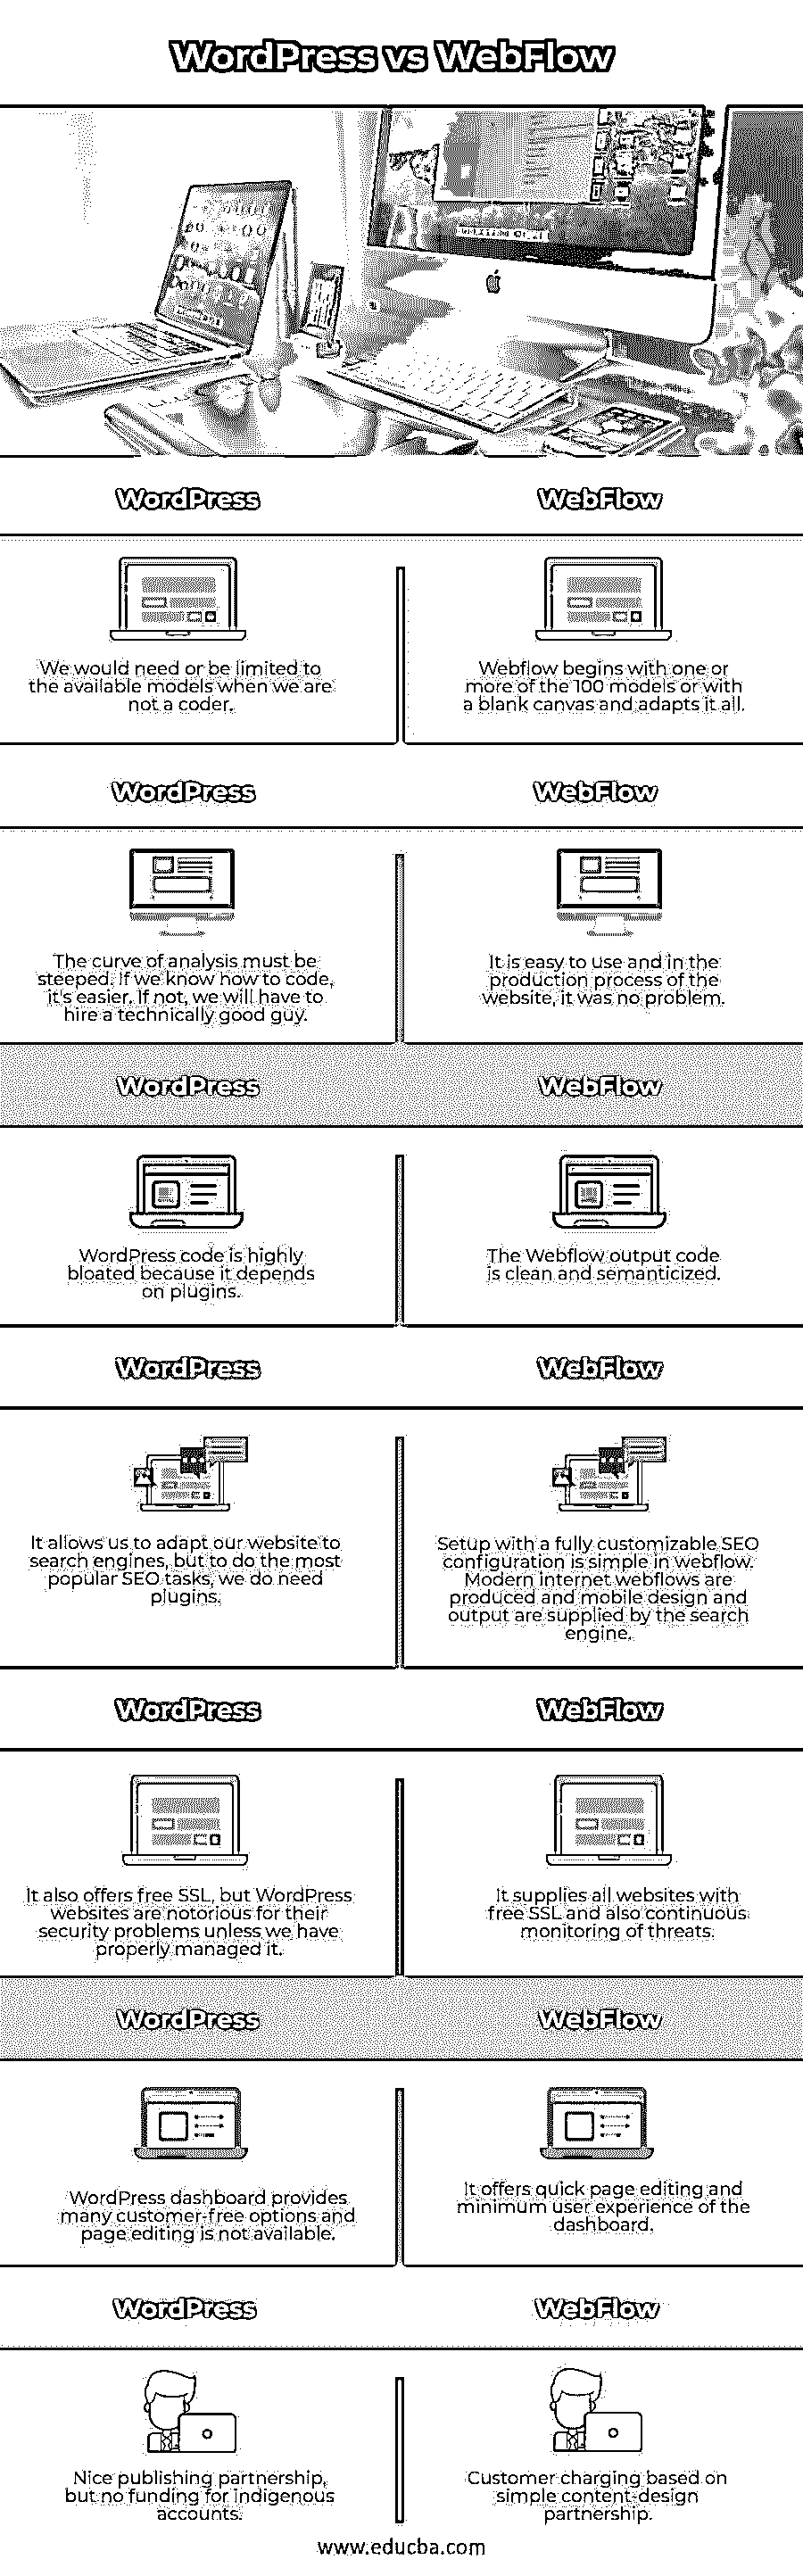 WordPress vs WebFlow
WordPress
WebFlow
We would need or be limited to
the available models when we are
not a coder.
Webflow begins with one or
more of the 100 models or with
a blank canvas and adapts it all.
WordPress
WebFlow
The curve of analysis must be
steeped. If we know how to code,
it's easier. If not, we will have to
hire a technically good guy.
It is easy to use and in the
production process of the
website, it was no problem.
WordPress
WebFlow
WordPress code is highly
bloated because it depends
on plugins.
The Webflow output code
is clean and semanticized.
WordPress
WebFlow
It allows us to adapt our website to
search engines, but to do the most
popular SEO tasks, we do need
plugins.
Setup with a fully customizable SEO
configuration is simple in webflow.
Modern internet webflows are
produced and mobile design and
output are supplied by the search
engine.
WordPress
WebFlow
It also offers free SSL, but WordPress
websites are notorious for their
security problems unless we have
properly managed it.
It supplies all websites with
free SSL and also continuous
monitoring of threats.
WordPress
WebFlow
WordPress dashboard provides
many customer-free options and
page editing is not available.
It offers quick page editing and
minimum user experience of the
dashboard.
WordPress
WebFlow
Nice publishing partnership,
but no funding for indigenous
accounts.
Customer charging based on
simple content-design
partnership.
www.educba.com